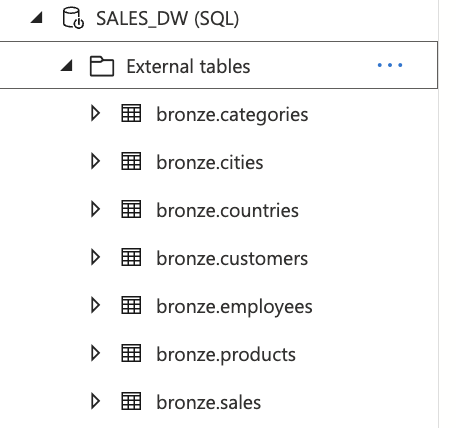 SALES_DW (SQL)
External tables
bronze.categories
bronze.cities
bronze.countries
bronze.customers
bronze.employees
bronze.products
bronze.sales